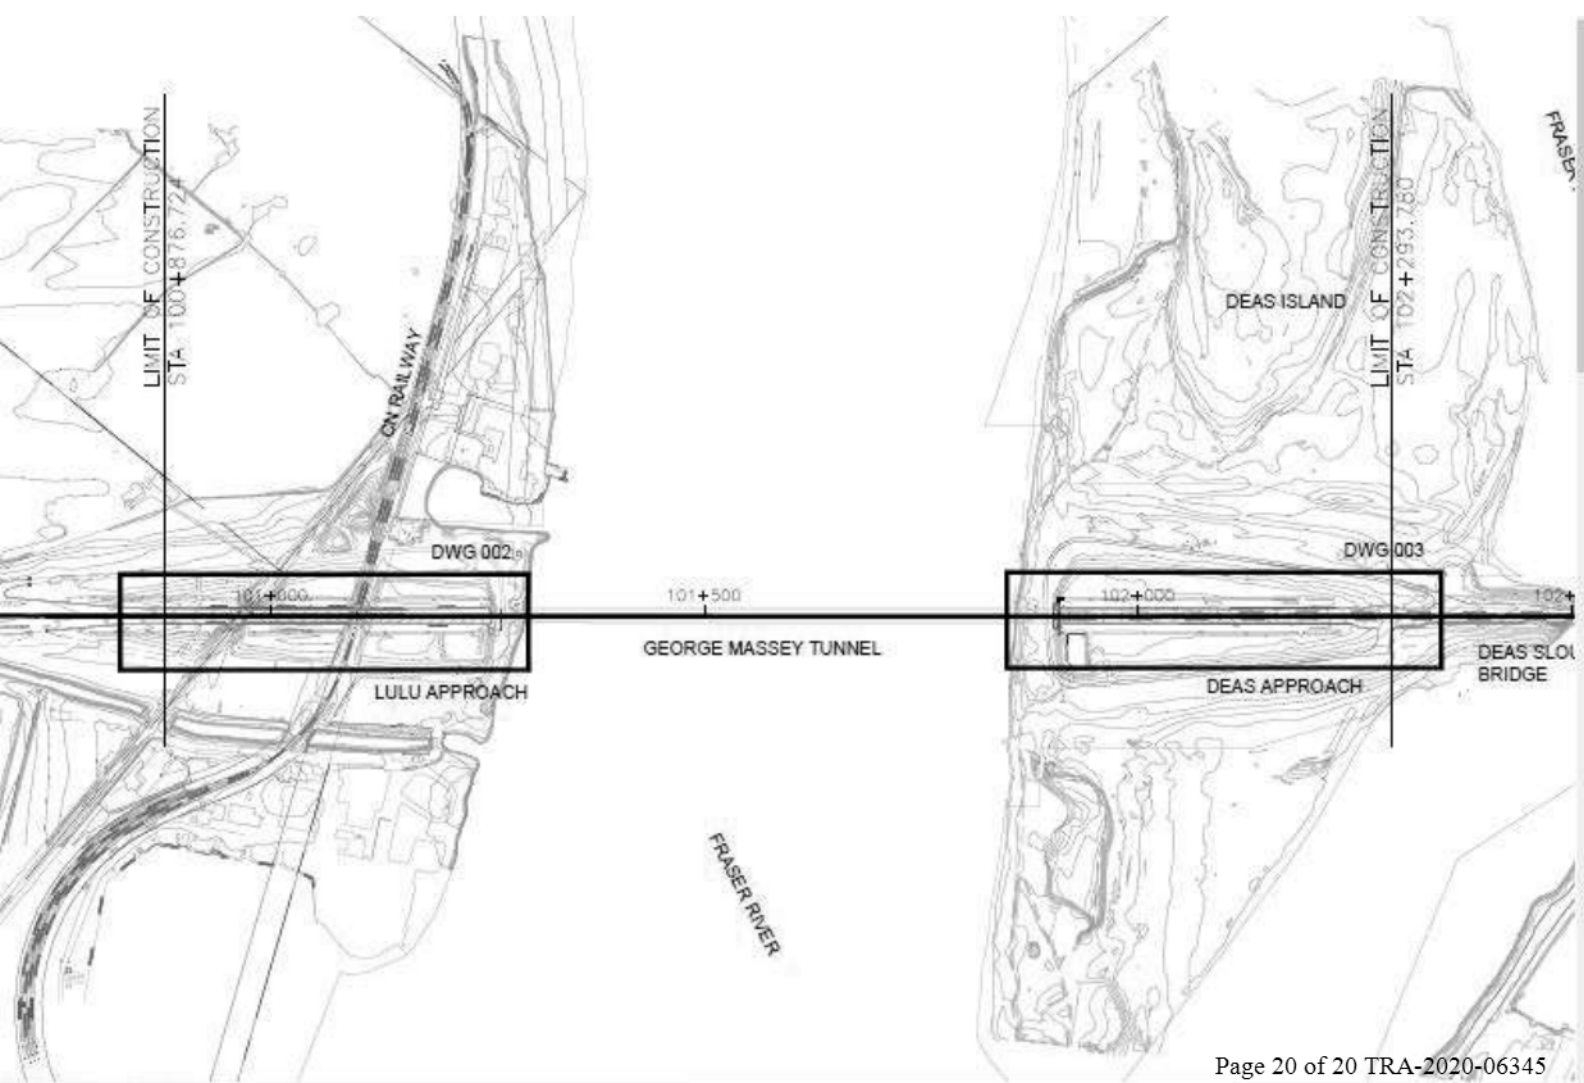 LIMIT OF CONSTRUCTION
STA 100+876.724
CN RAILWAY
DEAS ISLAND
LIMIT OF CONSTRUCTION
STA 102+293.780
DWG 002
DWG 003
101+000
101+500
102+000
102+
GEORGE MASSEY TUNNEL
LULU APPROACH
DEAS APPROACH
DEAS
BRIDGE
FRASER RIVER
Page 20 of 20 TRA-2020-06345